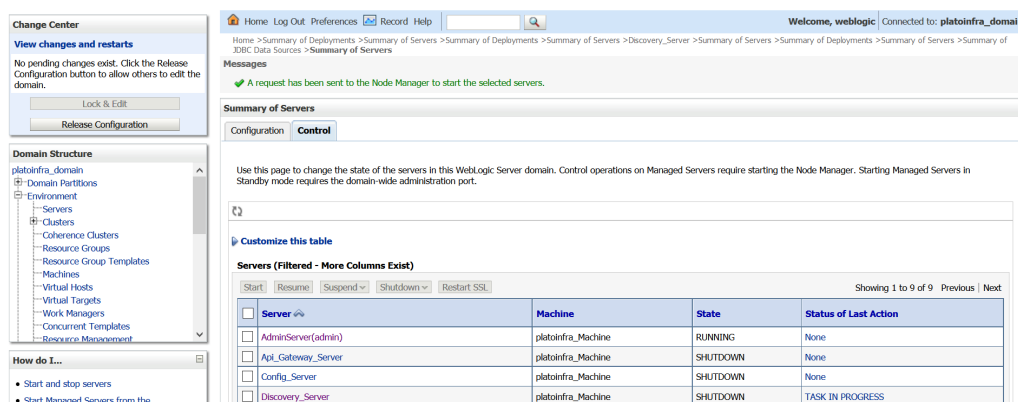 Change Center
View changes and restarts
No pending changes exist. Click the Release
Configuration button to allow others to edit the
domain.
Lock & Edit
Release Configuration
Domain Structure
platoinfra_domain
Domain Partitions
Environment
Servers
Clusters
Coherence Clusters
Resource Groups
Resource Group Templates
Machines
Virtual Hosts
Virtual Targets
Work Managers
Concurrent Templates
Resource Management
How do I...
Start and stop servers
Start Managed Servers from the
Home Log Out Preferences Record Help
Welcome, weblogic Connected to: platoinfra_domai
Home >Summary of Deployments >Summary of Servers >Summary of Deployments >Summary of Servers >Discovery_Server >Summary of Servers >Summary of Deployments >Summary of Servers >Summary of
JDBC Data Sources >Summary of Servers
Messages
A request has been sent to the Node Manager to start the selected servers.
Summary of Servers
Configuration Control
Use this page to change the state of the servers in this WebLogic Server domain. Control operations on Managed Servers require starting the Node Manager. Starting Managed Servers in
Standby mode requires the domain-wide administration port.
Customize this table
Servers (Filtered - More Columns Exist)
Start Resume Suspend Shutdown Restart SSL Showing 1 to 9 of 9 Previous | Next
Server Machine State Status of Last Action
AdminServer(admin) platoinfra_Machine RUNNING None
Api_Gateway_Server platoinfra_Machine SHUTDOWN None
Config_Server platoinfra_Machine SHUTDOWN None
Discovery_Server platoinfra_Machine SHUTDOWN TASK IN PROGRESS